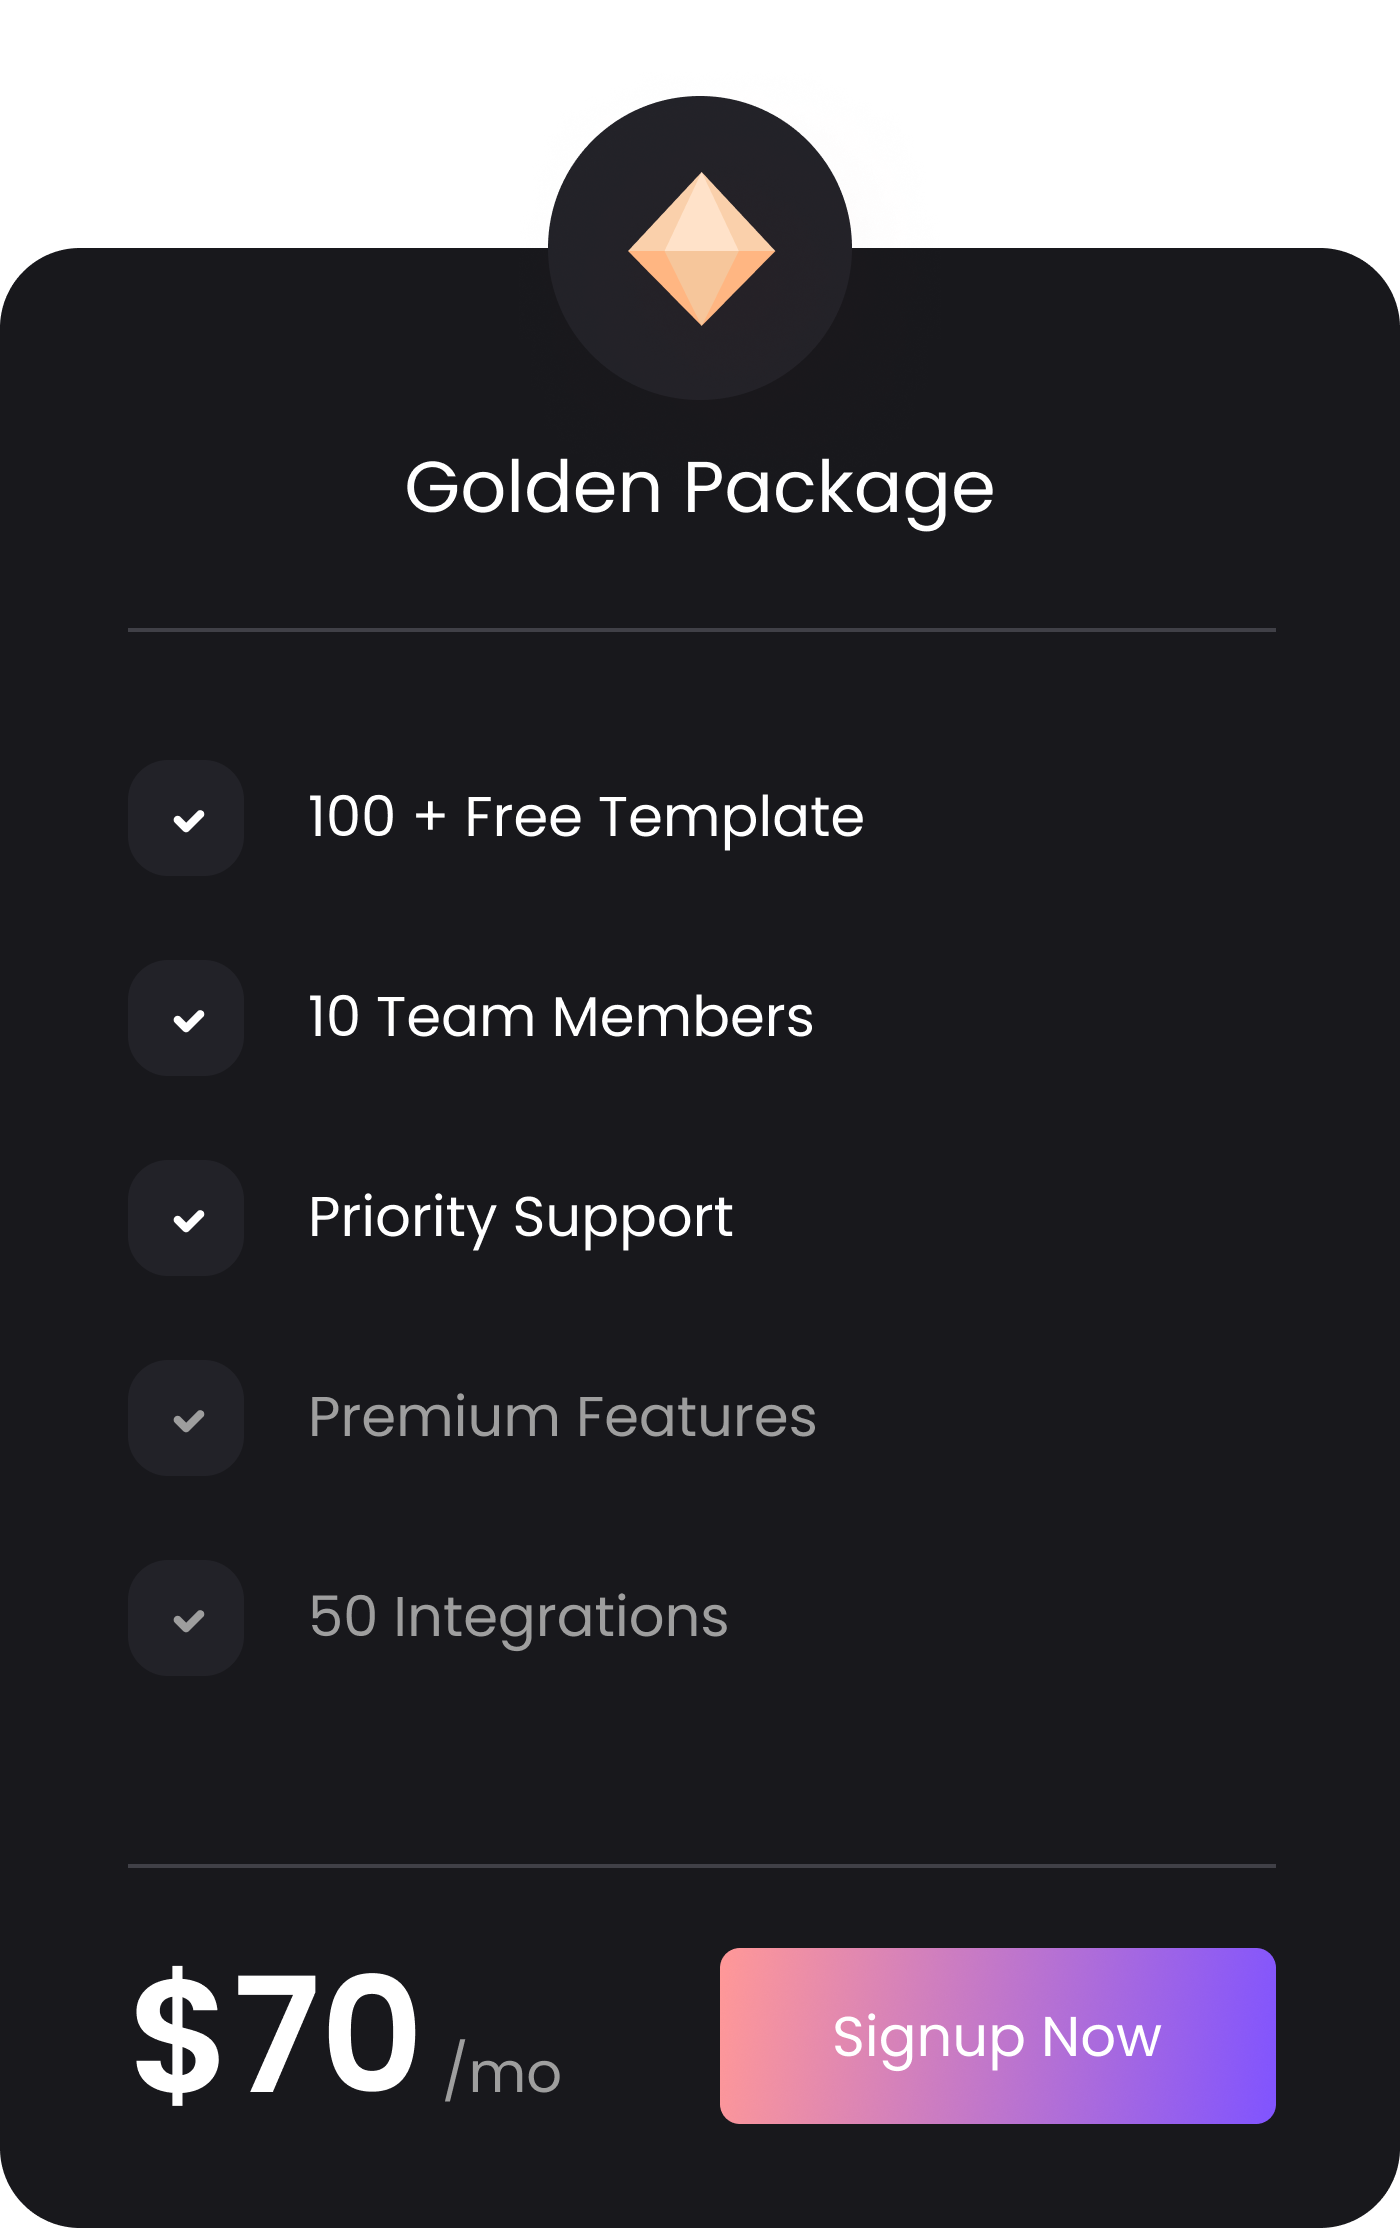 Golden Package
100 + Free Template
10 Team Members
Priority Support
Premium Features
50 Integrations
$70 /mo
Signup Now